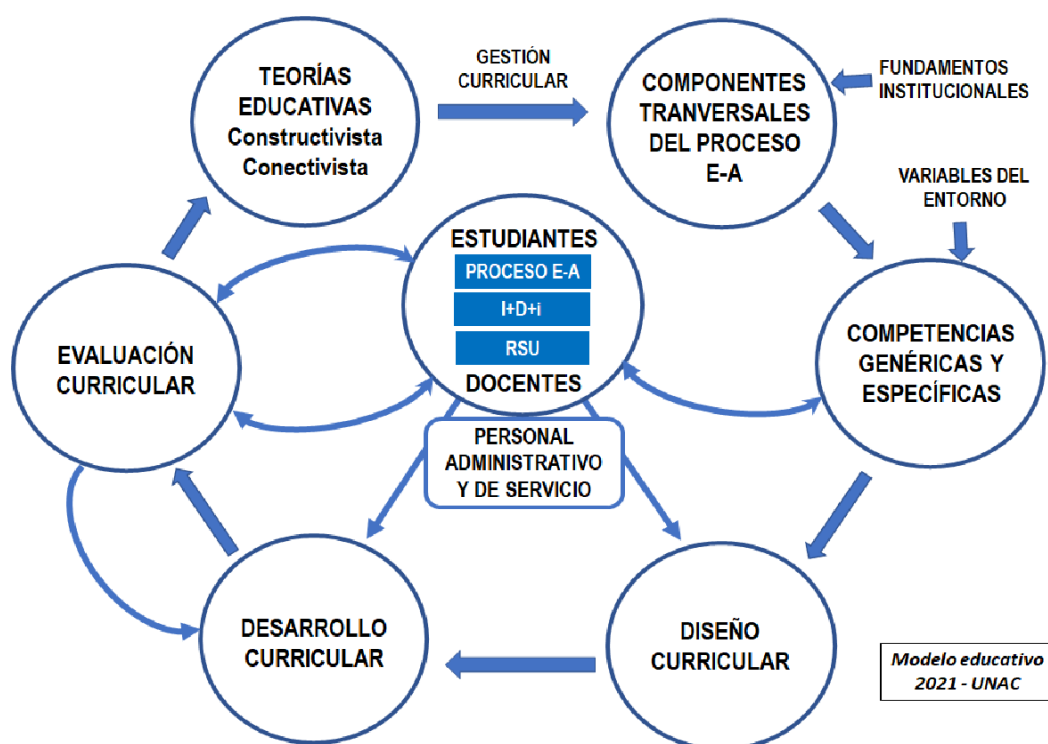 TEORÍAS
EDUCATIVAS
Constructivista
Conectivista
GESTIÓN
CURRICULAR
COMPONENTES
TRANVERSALES
DEL PROCESO
E-A
FUNDAMENTOS
INSTITUCIONALES
VARIABLES DEL
ENTORNO
ESTUDIANTES
PROCESO E-A
I+D+i
RSU
DOCENTES
PERSONAL
ADMINISTRATIVO
Y DE SERVICIO
EVALUACIÓN
CURRICULAR
COMPETENCIAS
GENÉRICAS Y
ESPECÍFICAS
DESARROLLO
CURRICULAR
DISEÑO
CURRICULAR
Modelo educativo
2021 - UNAC